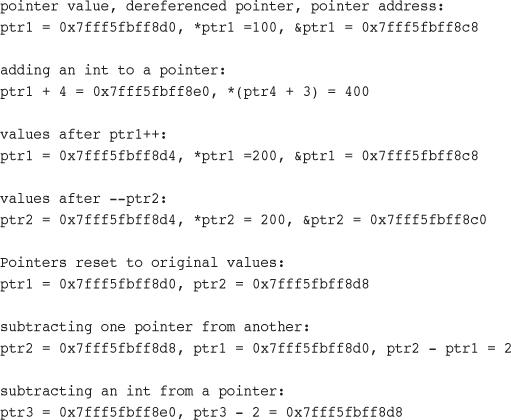 pointer value, dereferenced pointer, pointer address:
ptr1 = 0x7fff5fbff8d0, *ptr1 =100, &ptr1 = 0x7fff5fbff8c8
adding an int to a pointer:
ptr1 + 4 = 0x7fff5fbff8e0, *(ptr4 + 3) = 400
values after ptr1++:
ptr1 = 0x7fff5fbff8d4, *ptr1 =200, &ptr1 = 0x7fff5fbff8c8
values after --ptr2:
ptr2 = 0x7fff5fbff8d4, *ptr2 = 200, &ptr2 = 0x7fff5fbff8c0
Pointers reset to original values:
ptr1 = 0x7fff5fbff8d0, ptr2 = 0x7fff5fbff8d8
subtracting one pointer from another:
ptr2 = 0x7fff5fbff8d8, ptr1 = 0x7fff5fbff8d0, ptr2 - ptr1 = 2
subtracting an int from a pointer:
ptr3 = 0x7fff5fbff8e0, ptr3 - 2 = 0x7fff5fbff8d8